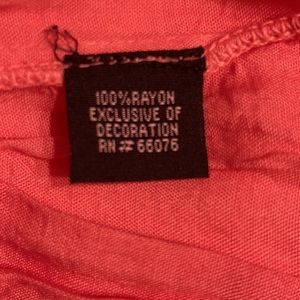 100% RAYON
EXCLUSIVE OF
DECORATION
RN # 66076